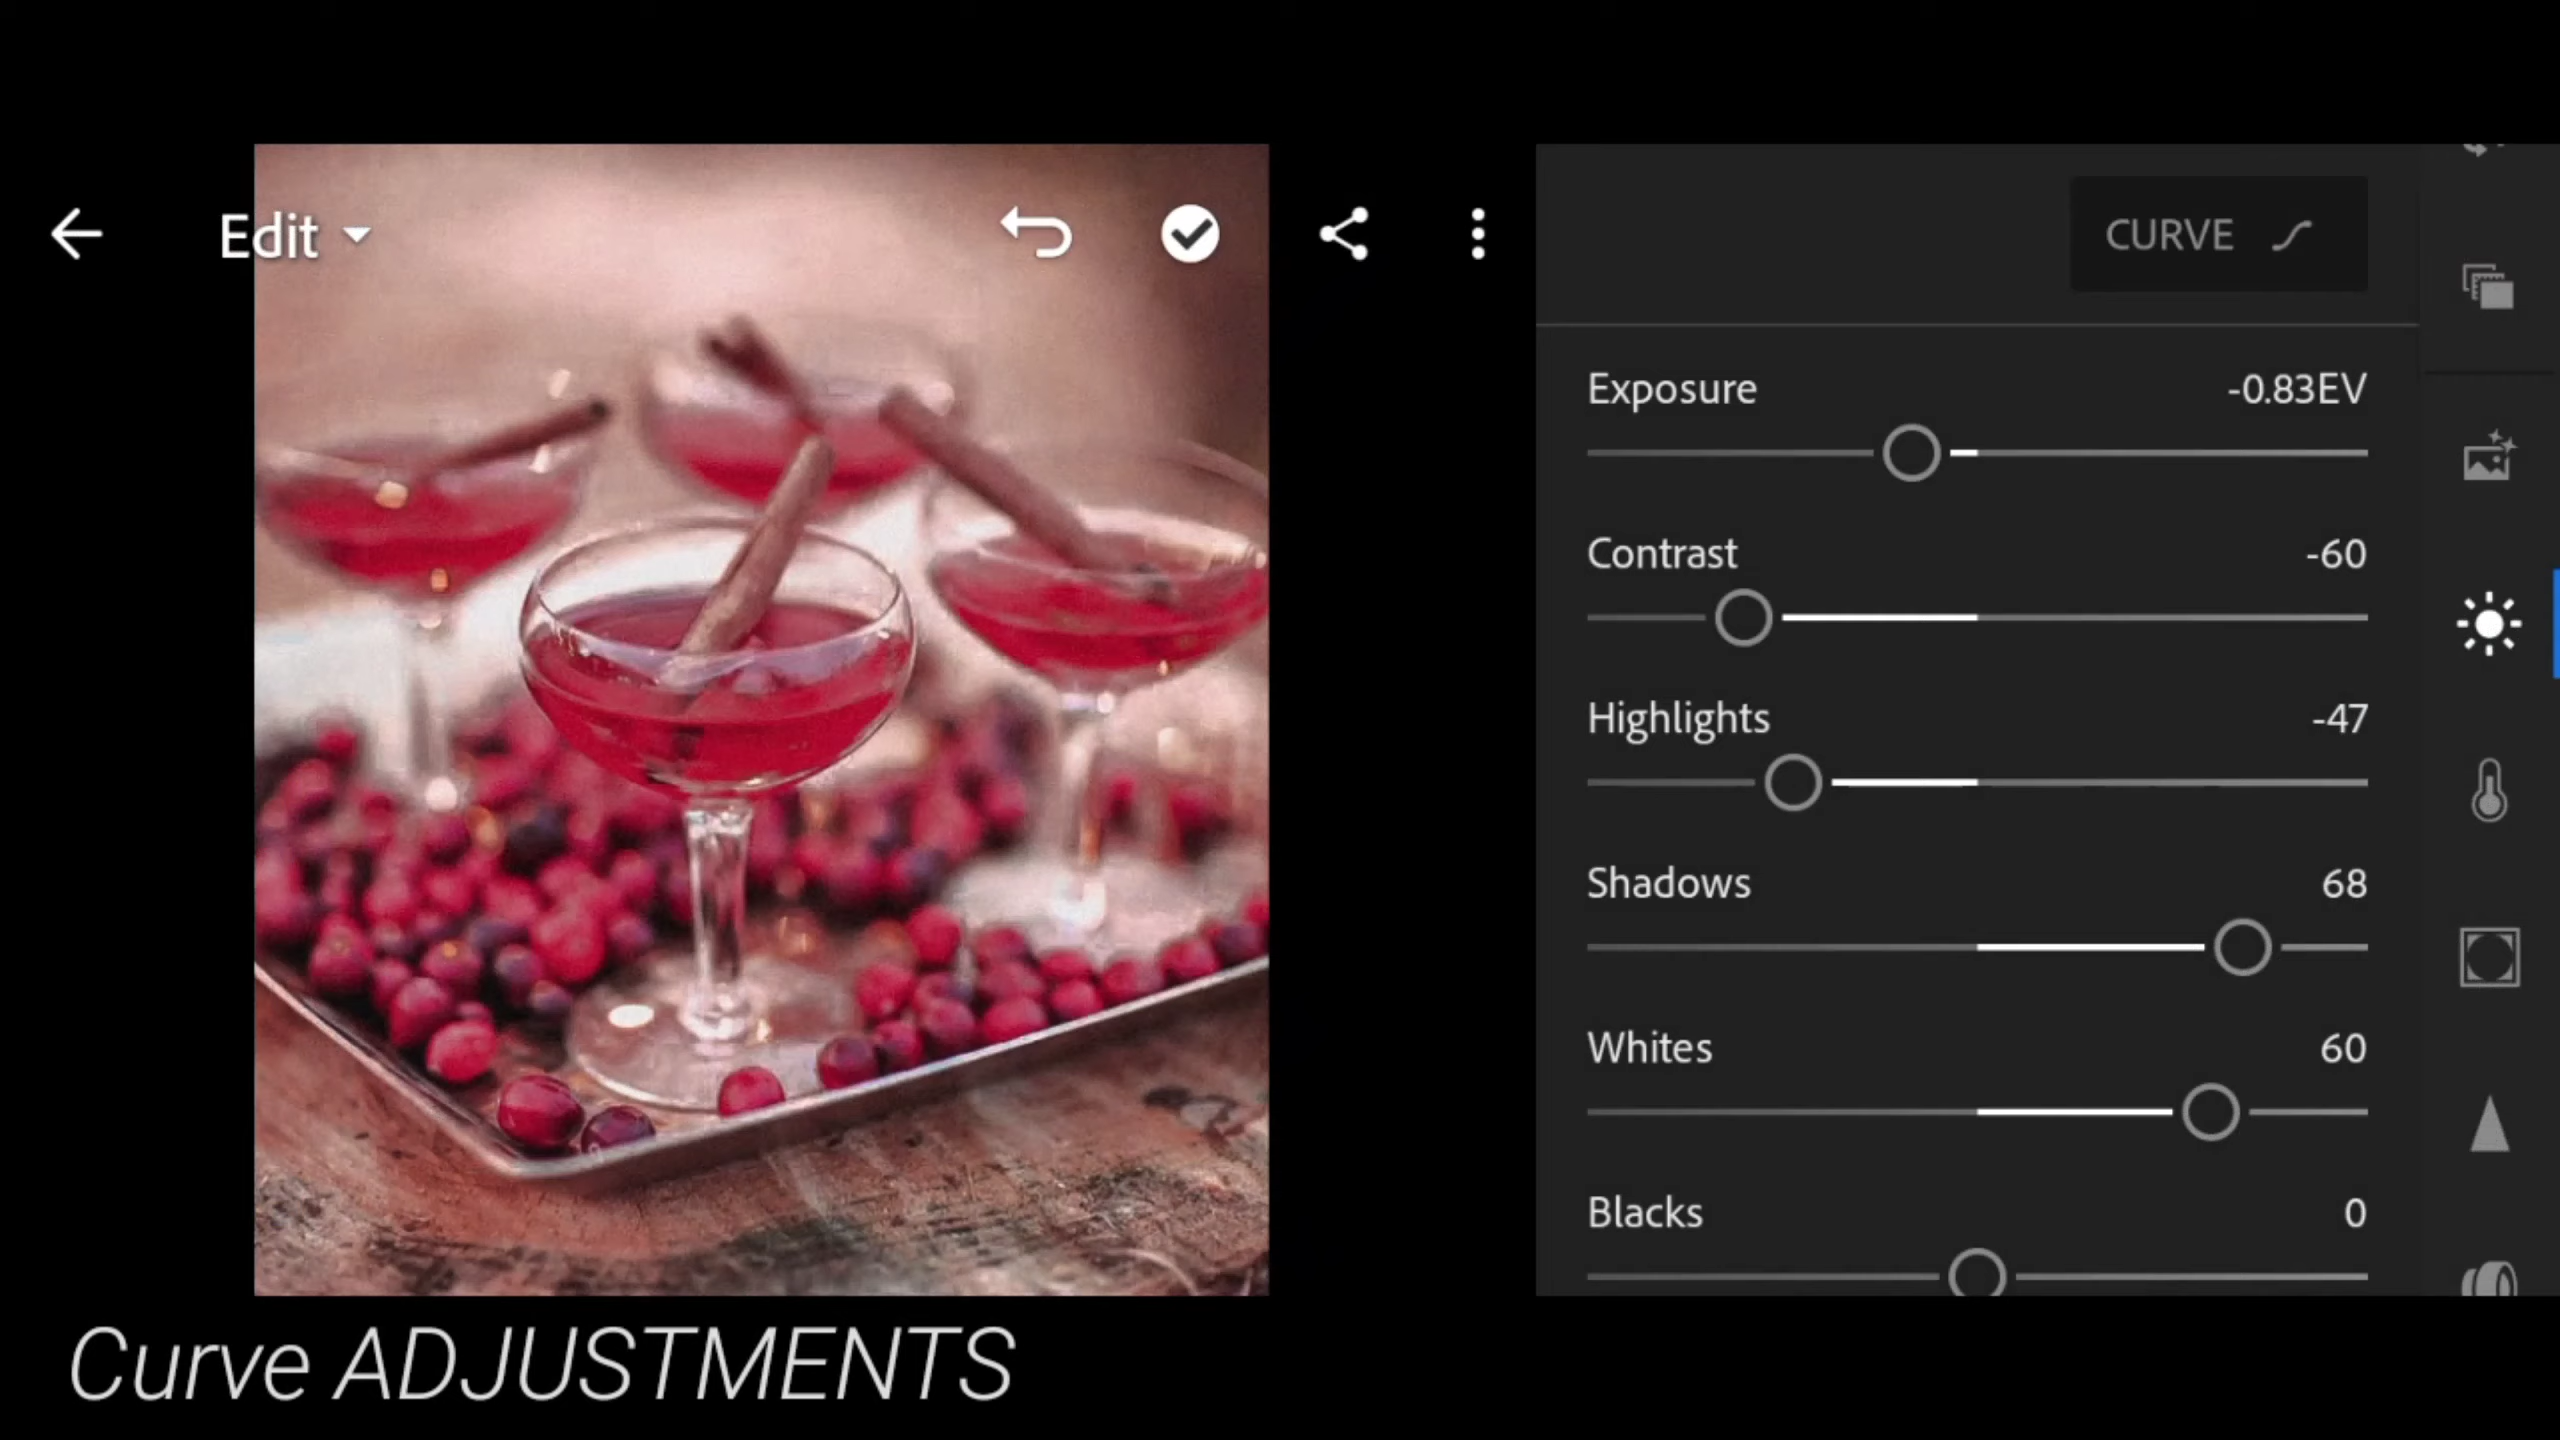 Edit
CURVE
Exposure -0.83EV
Contrast -60
Highlights -47
Shadows 68
Whites 60
Blacks 0
Curve ADJUSTMENTS